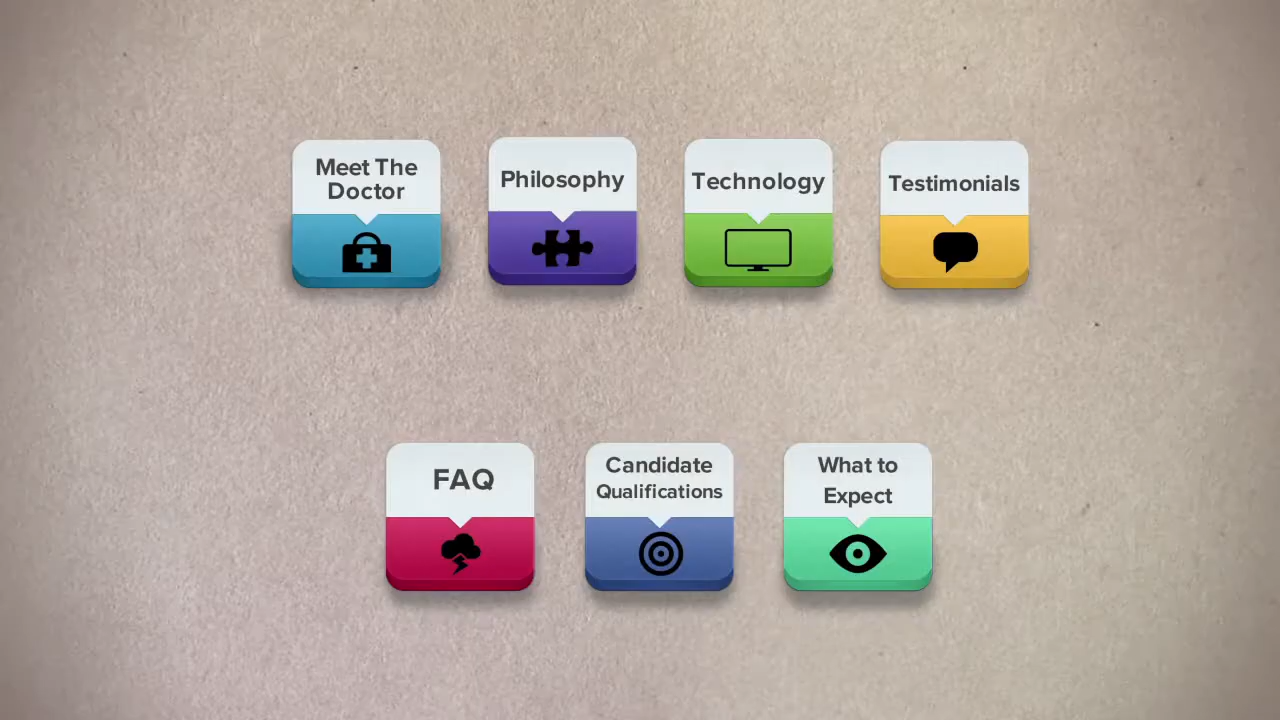 Meet The
Doctor
Philosophy
Technology
Testimonials
FAQ
Candidate
Qualifications
What to
Expect